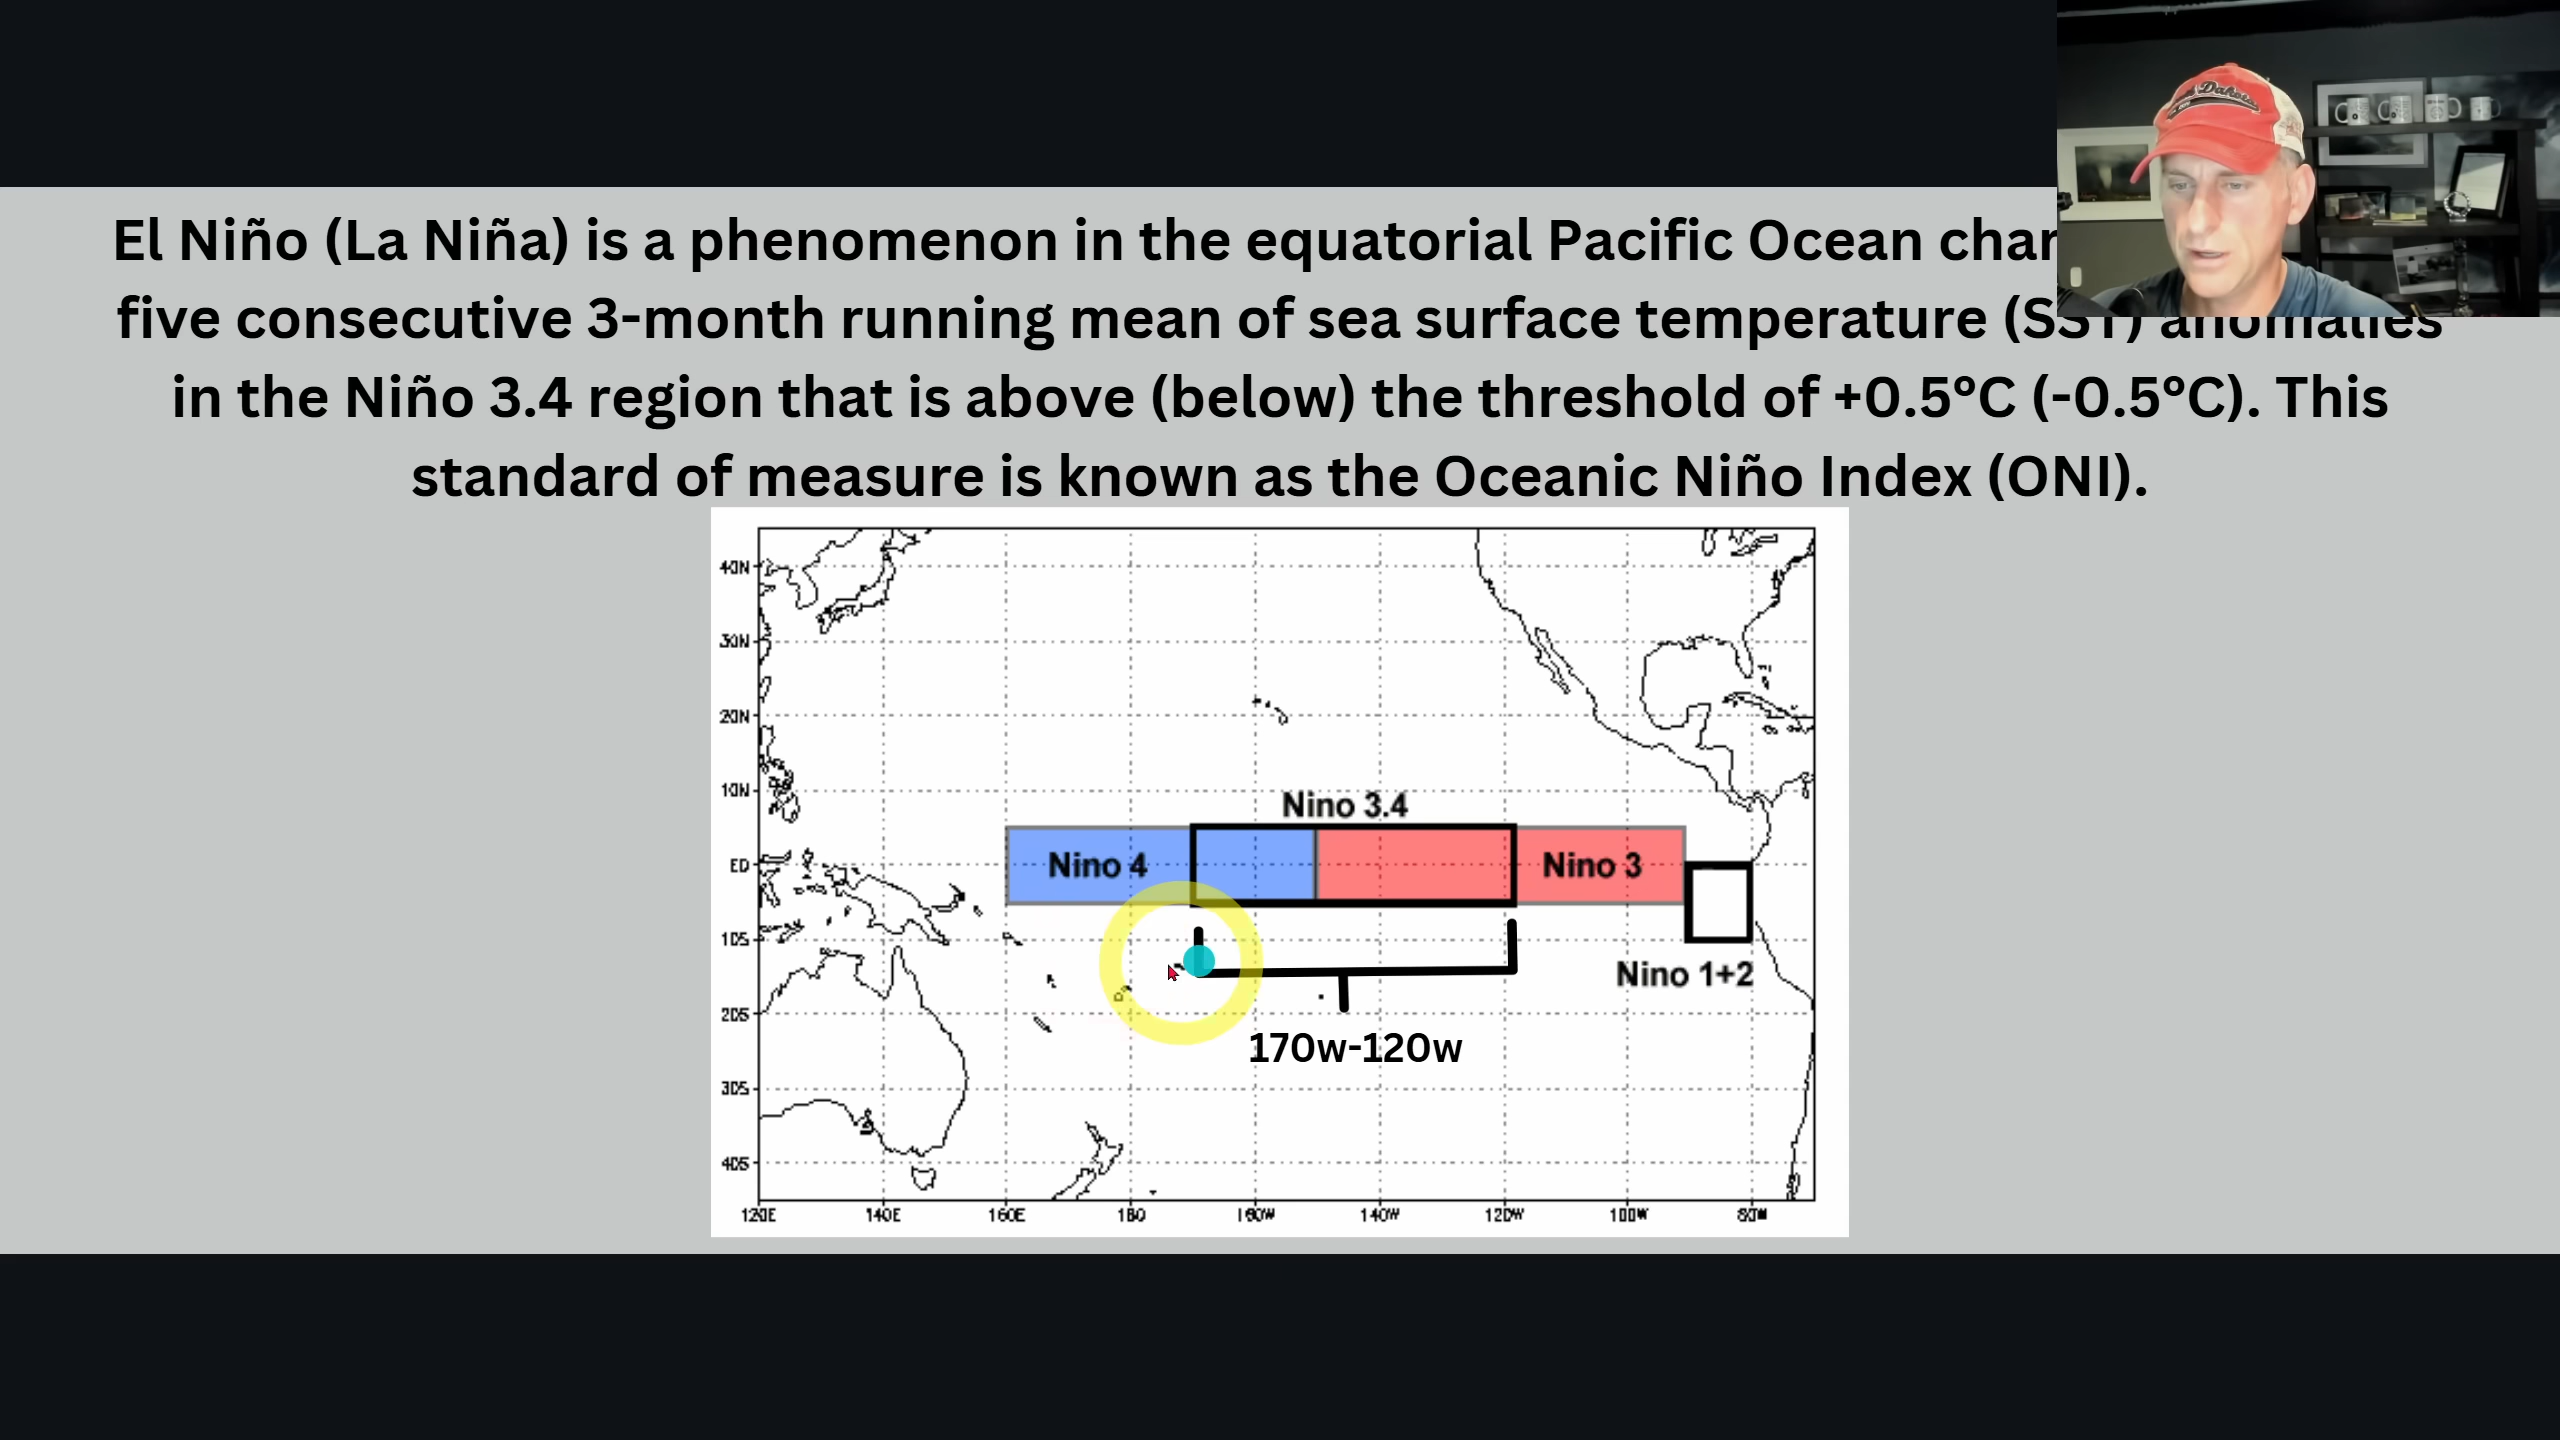 El Niño (La Niña) is a phenomenon in the equatorial Pacific Ocean
five consecutive 3-month running mean of sea surface temperature (SST) anomalies
in the Niño 3.4 region that is above (below) the threshold of +0.5°C (-0.5°C). This
standard of measure is known as the Oceanic Niño Index (ONI).
40N
30N
20N
10N
Nino 3.4
Nino 4
Nino 3
EQ
10S
Nino 1+2
20S
170w-120w
30S
40S
120E 140E 160E 180 160W 140W 120W 100W 80W